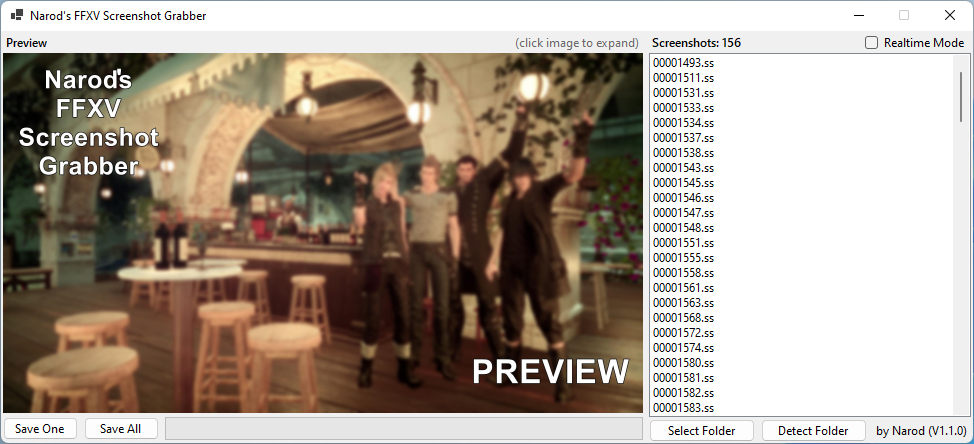 Narod's FFXV Screenshot Grabber
Preview
(click image to expand)
Screenshots: 156
Realtime Mode
Narod's
FFXV
Screenshot
Grabber
PREVIEW
00001493.ss
00001511.ss
00001531.ss
00001533.ss
00001534.ss
00001537.ss
00001538.ss
00001543.ss
00001545.ss
00001546.ss
00001547.ss
00001548.ss
00001551.ss
00001555.ss
00001558.ss
00001561.ss
00001563.ss
00001568.ss
00001572.ss
00001574.ss
00001580.ss
00001581.ss
00001582.ss
00001583.ss
Save One
Save All
Select Folder
Detect Folder
by Narod (V1.1.0)